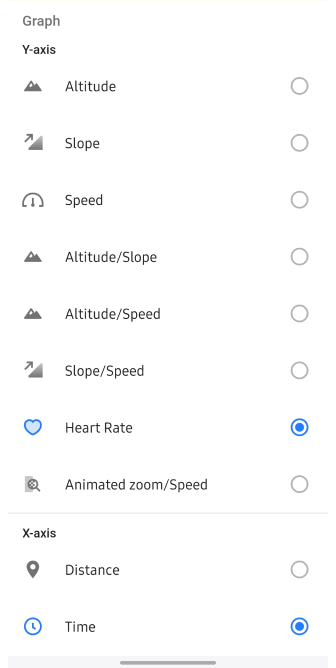 Graph
Y-axis
Altitude
Slope
Speed
Altitude/Slope
Altitude/Speed
Slope/Speed
Heart Rate
Animated zoom/Speed
X-axis
Distance
Time